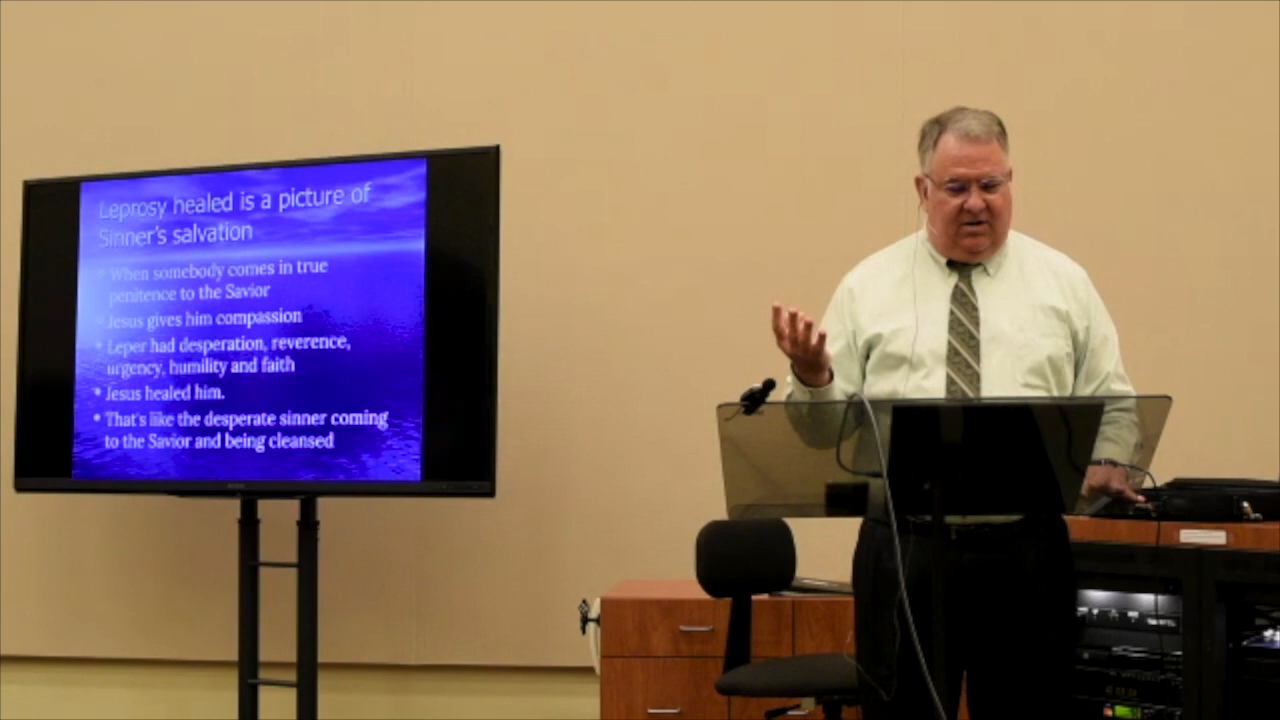 Leprosy healed is a picture of
Sinner's salvation
• When somebody comes in true
penitence to the Savior
• Jesus gives him compassion
• Leper had desperation, reverence,
urgency, humility and faith
• Jesus healed him.
• That's like the desperate sinner coming
to the Savior and being cleansed